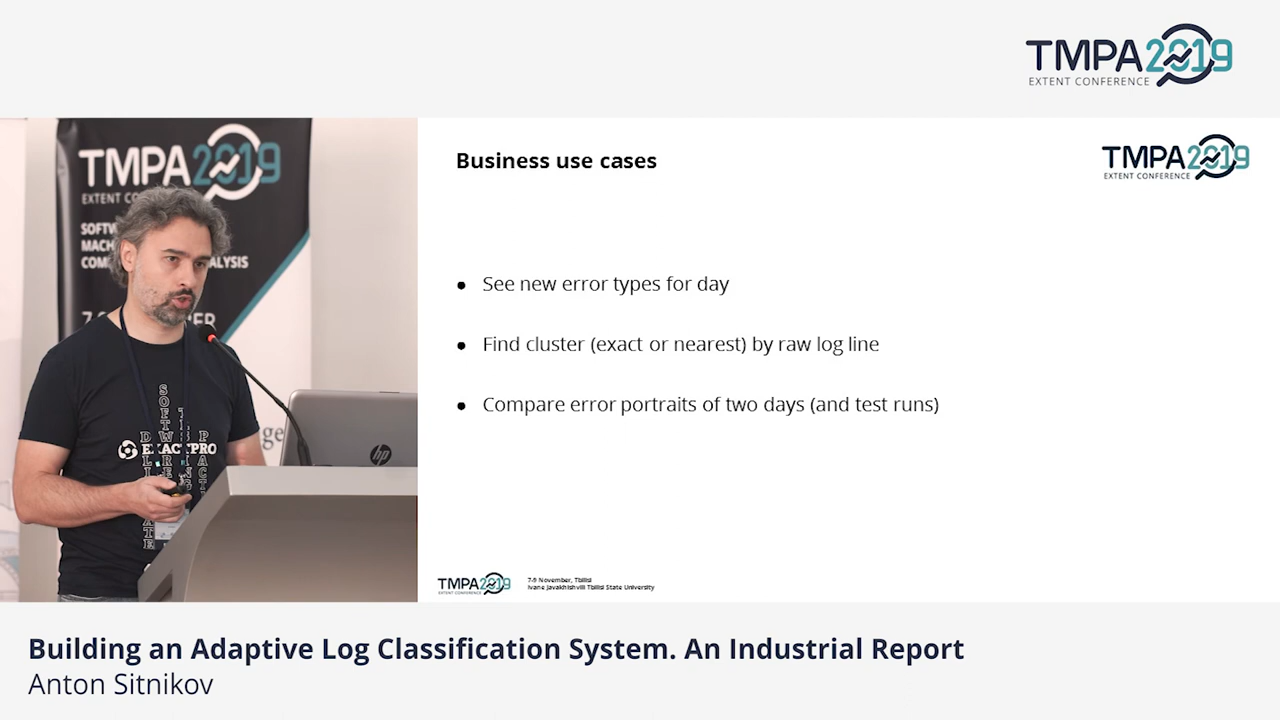 TMPA2019
EXTENT CONFERENCE
TMPA2019
Business use cases
TMPA2019
EXTENT CONFERENCE
● See new error types for day
● Find cluster (exact or nearest) by raw log line
● Compare error portraits of two days (and test runs)
EXACTPRO
hp
TMPA2019
EXTENT CONFERENCE
7-9 November, Tbilisi
Ivane Javakhishvili Tbilisi State University
Building an Adaptive Log Classification System. An Industrial Report
Anton Sitnikov